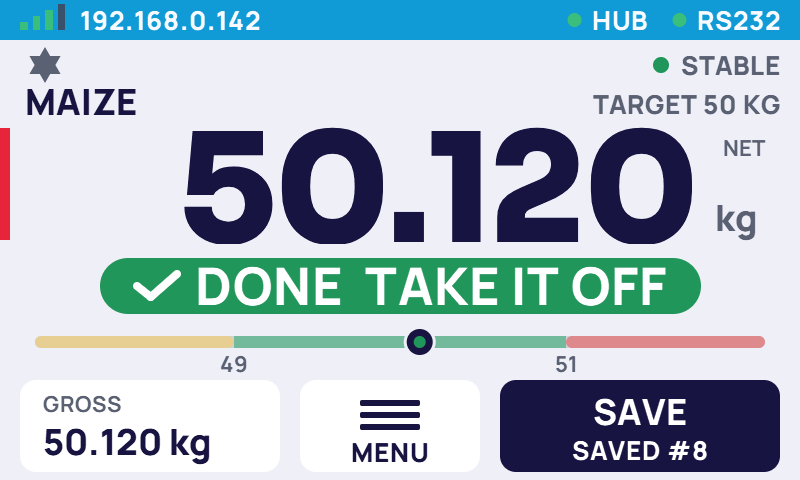 192.168.0.142
HUB
RS232
MAIZE
STABLE
TARGET 50 KG
50.120
NET
kg
DONE TAKE IT OFF
49
51
GROSS
50.120 kg
MENU
SAVE
SAVED #8